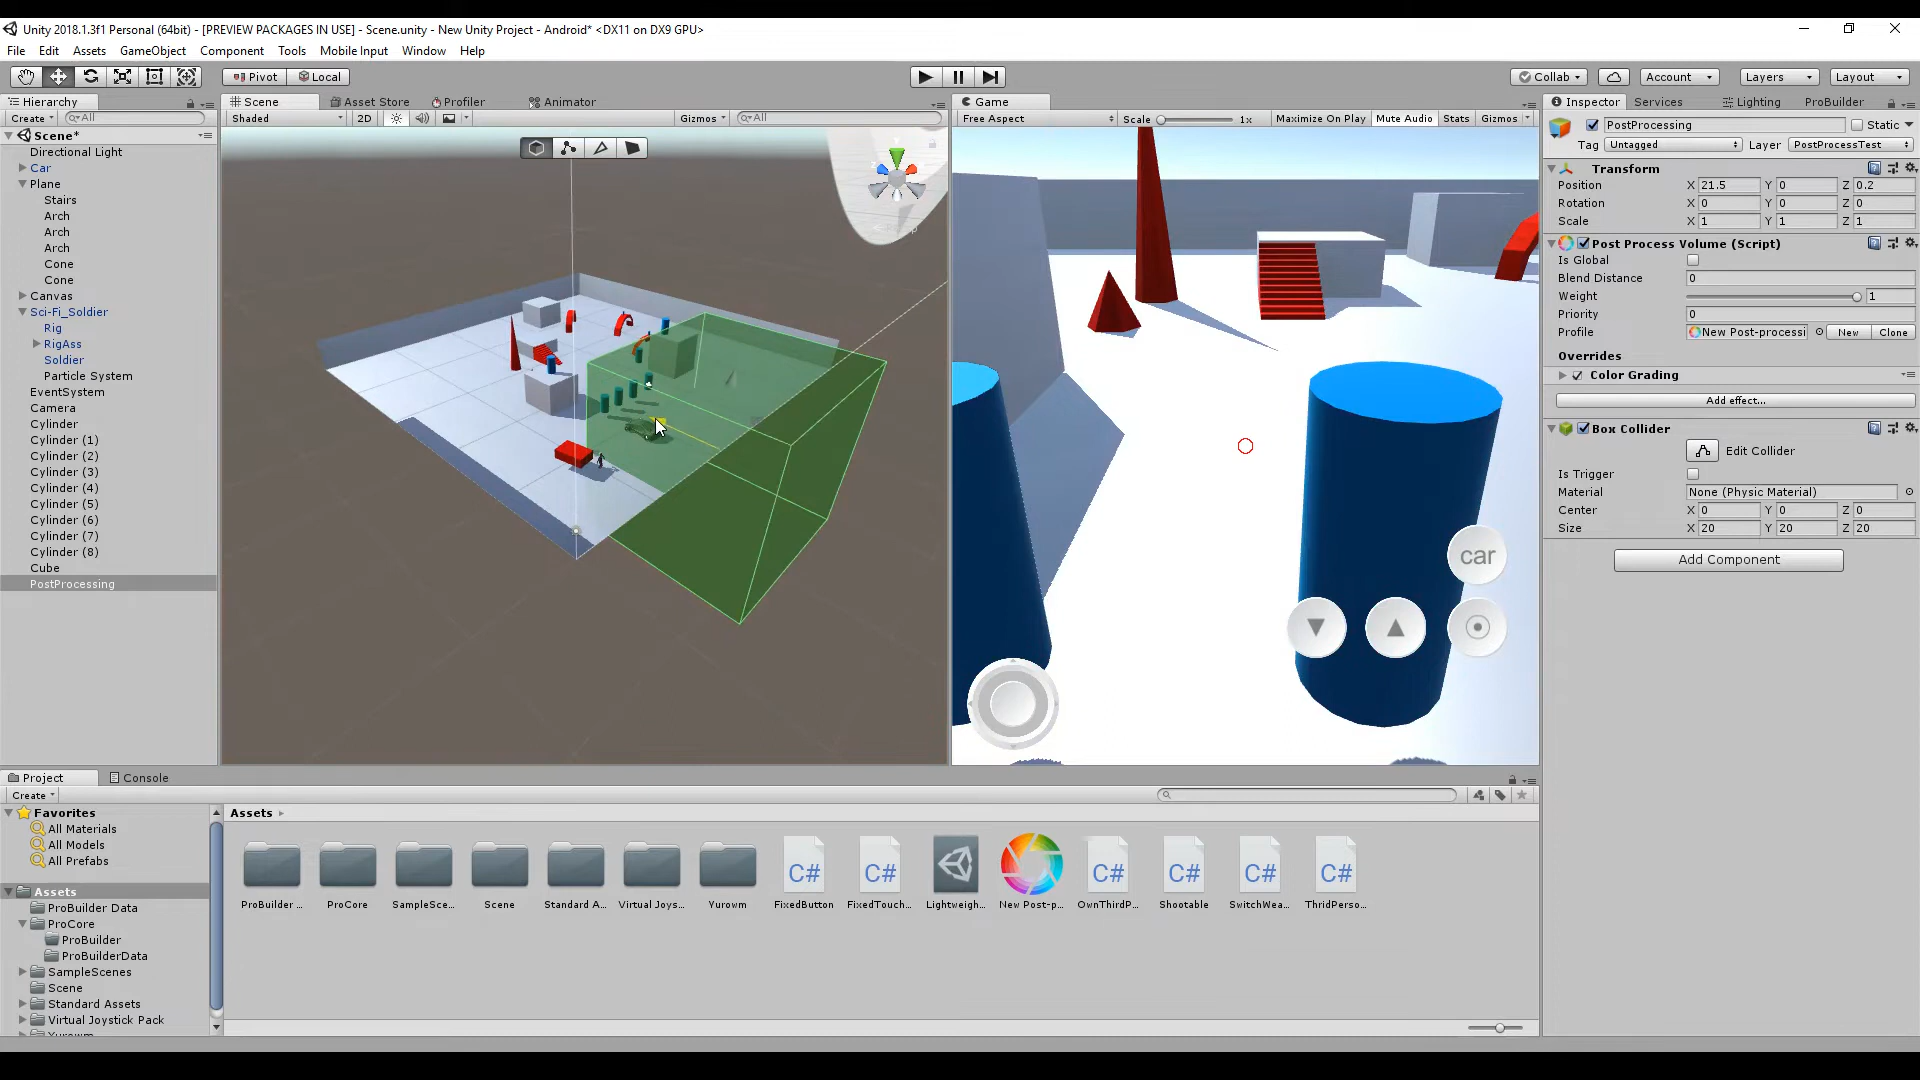 Unity 2018.1.3f1 Personal (64bit) - [PREVIEW PACKAGES IN USE] - Scene.unity - New Unity Project - Android* <DX11 on DX9 GPU>
File Edit Assets GameObject Component Tools Mobile Input Window Help
Pivot Local Collab Account Layers Layout
Hierarchy
Create All
Scene*
Directional Light
Car
Plane
Stairs
Arch
Arch
Arch
Cone
Cone
Canvas
Sci-Fi_Soldier
Rig
RigAss
Soldier
Particle System
EventSystem
Camera
Cylinder
Cylinder (1)
Cylinder (2)
Cylinder (3)
Cylinder (4)
Cylinder (5)
Cylinder (6)
Cylinder (7)
Cylinder (8)
Cube
PostProcessing
Scene Asset Store Profiler Animator
Shaded 2D Gizmos All
Game
Free Aspect Scale 1x Maximize On Play Mute Audio Stats Gizmos
car
Inspector Services Lighting ProBuilder
PostProcessing Static
Tag Untagged Layer PostProcessTest
Transform
Position X 21.5 Y 0 Z 0.2
Rotation X 0 Y 0 Z 0
Scale X 1 Y 1 Z 1
Post Process Volume (Script)
Is Global
Blend Distance 0
Weight 1
Priority 0
Profile New Post-processi New Clone
Overrides
Color Grading
Add effect...
Box Collider
Edit Collider
Is Trigger
Material None (Physic Material)
Center X 0 Y 0 Z 0
Size X 20 Y 20 Z 20
Add Component
Project Console
Create
Favorites
All Materials
All Models
All Prefabs
Assets
ProBuilder Data
ProCore
ProBuilder
ProBuilderData
SampleScenes
Scene
Standard Assets
Virtual Joystick Pack
Assets
C# C# C# C# C# C#
ProBuilder ... ProCore SampleSce... Scene Standard A... Virtual Joys... Yurowm FixedButton FixedTouch... Lightweigh... New Post-p... OwnThirdP... Shootable SwitchWea... ThridPerso...